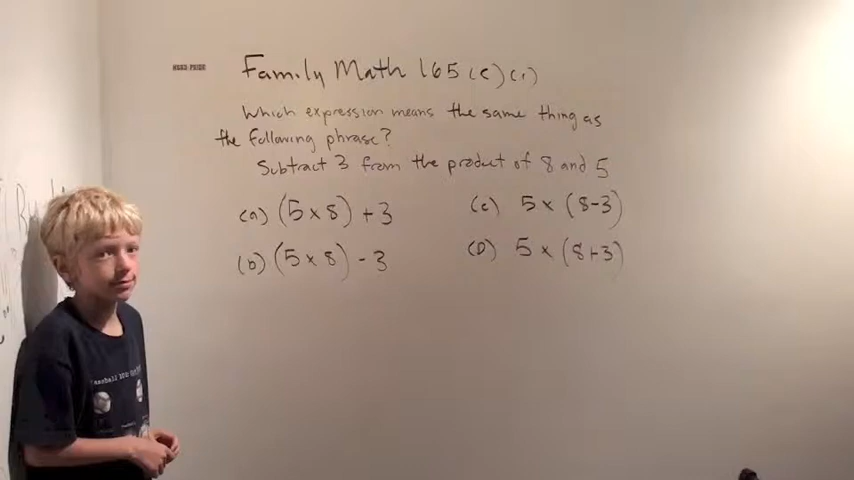 Family Math 165 (c) (1)
Which expression means the same thing as
the following phrase?
Subtract 3 from the product of 8 and 5
(a) (5 x 8) + 3
(b) (5 x 8) - 3
(c) 5 x (8-3)
(D) 5 x (8+3)